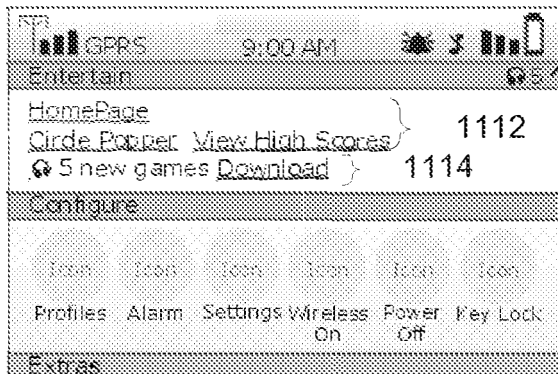 GPRS 9:00 AM
Entertain 5
HomePage
Circle Popper View High Scores 1112
5 new games Download 1114
Configure
Icon Icon Icon Icon Icon Icon
Profiles Alarm Settings Wireless On Power Off Key Lock
Extras